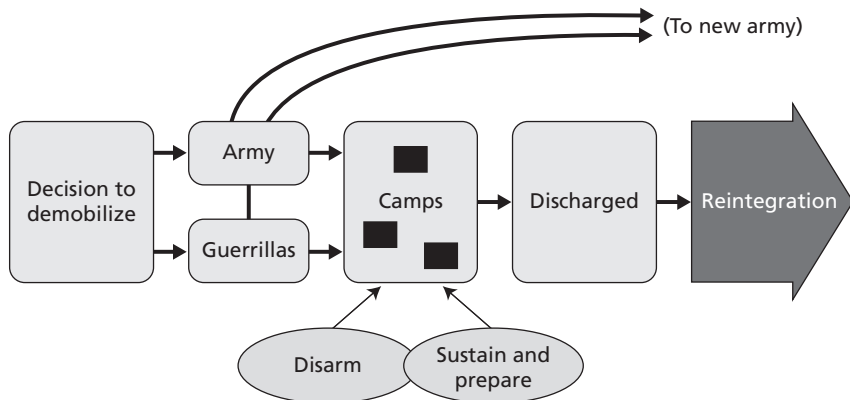 (To new army)
Decision to
demobilize
Army
Guerrillas
Camps
Discharged
Reintegration
Disarm
Sustain and
prepare